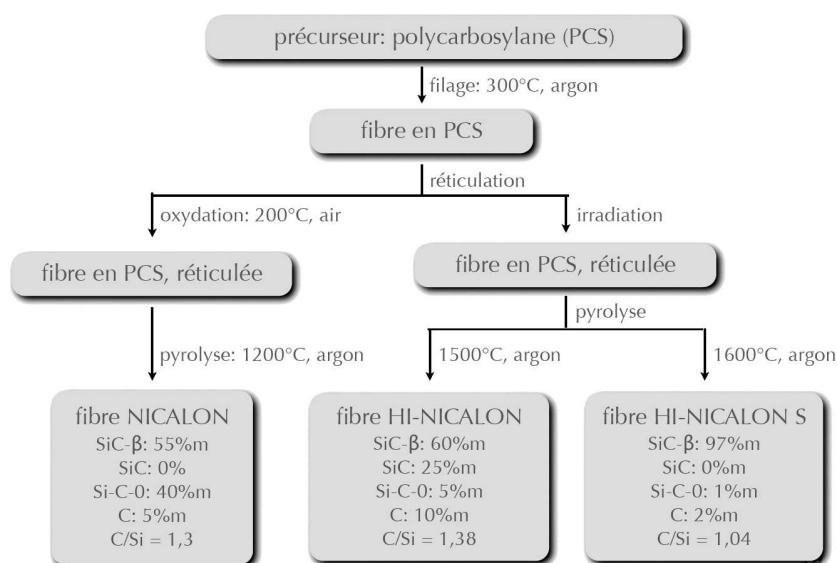 précurseur: polycarbosylane (PCS)
filage: 300°C, argon
fibre en PCS
réticulation
oxydation: 200°C, air
irradiation
fibre en PCS, réticulée
fibre en PCS, réticulée
pyrolyse
pyrolyse: 1200°C, argon
1500°C, argon
1600°C, argon
fibre NICALON
SiC-β: 55%m
SiC: 0%
Si-C-0: 40%m
C: 5%m
C/Si = 1,3
fibre HI-NICALON
SiC-β: 60%m
SiC: 25%m
Si-C-0: 5%m
C: 10%m
C/Si = 1,38
fibre HI-NICALON S
SiC-β: 97%m
SiC: 0%m
Si-C-0: 1%m
C: 2%m
C/Si = 1,04